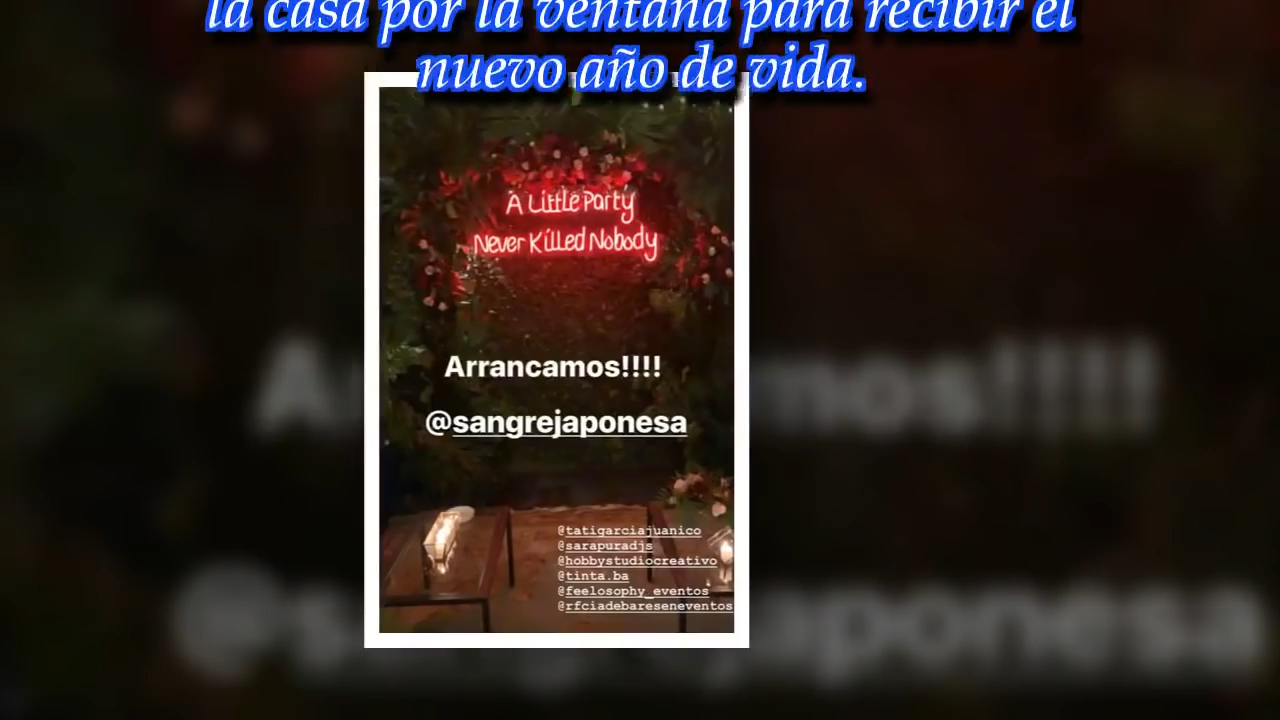 la casa por la ventana para recibir el
nuevo año de vida.
A Little Party
Never Killed Nobody
Arrancamos!!!!
@sangrejaponesa
@tatigarciajuanico
@sarapuradjs
@hobbystudiocreativo
@tinta.ba
@feelosophy_eventos
@rfciadebareseneventos